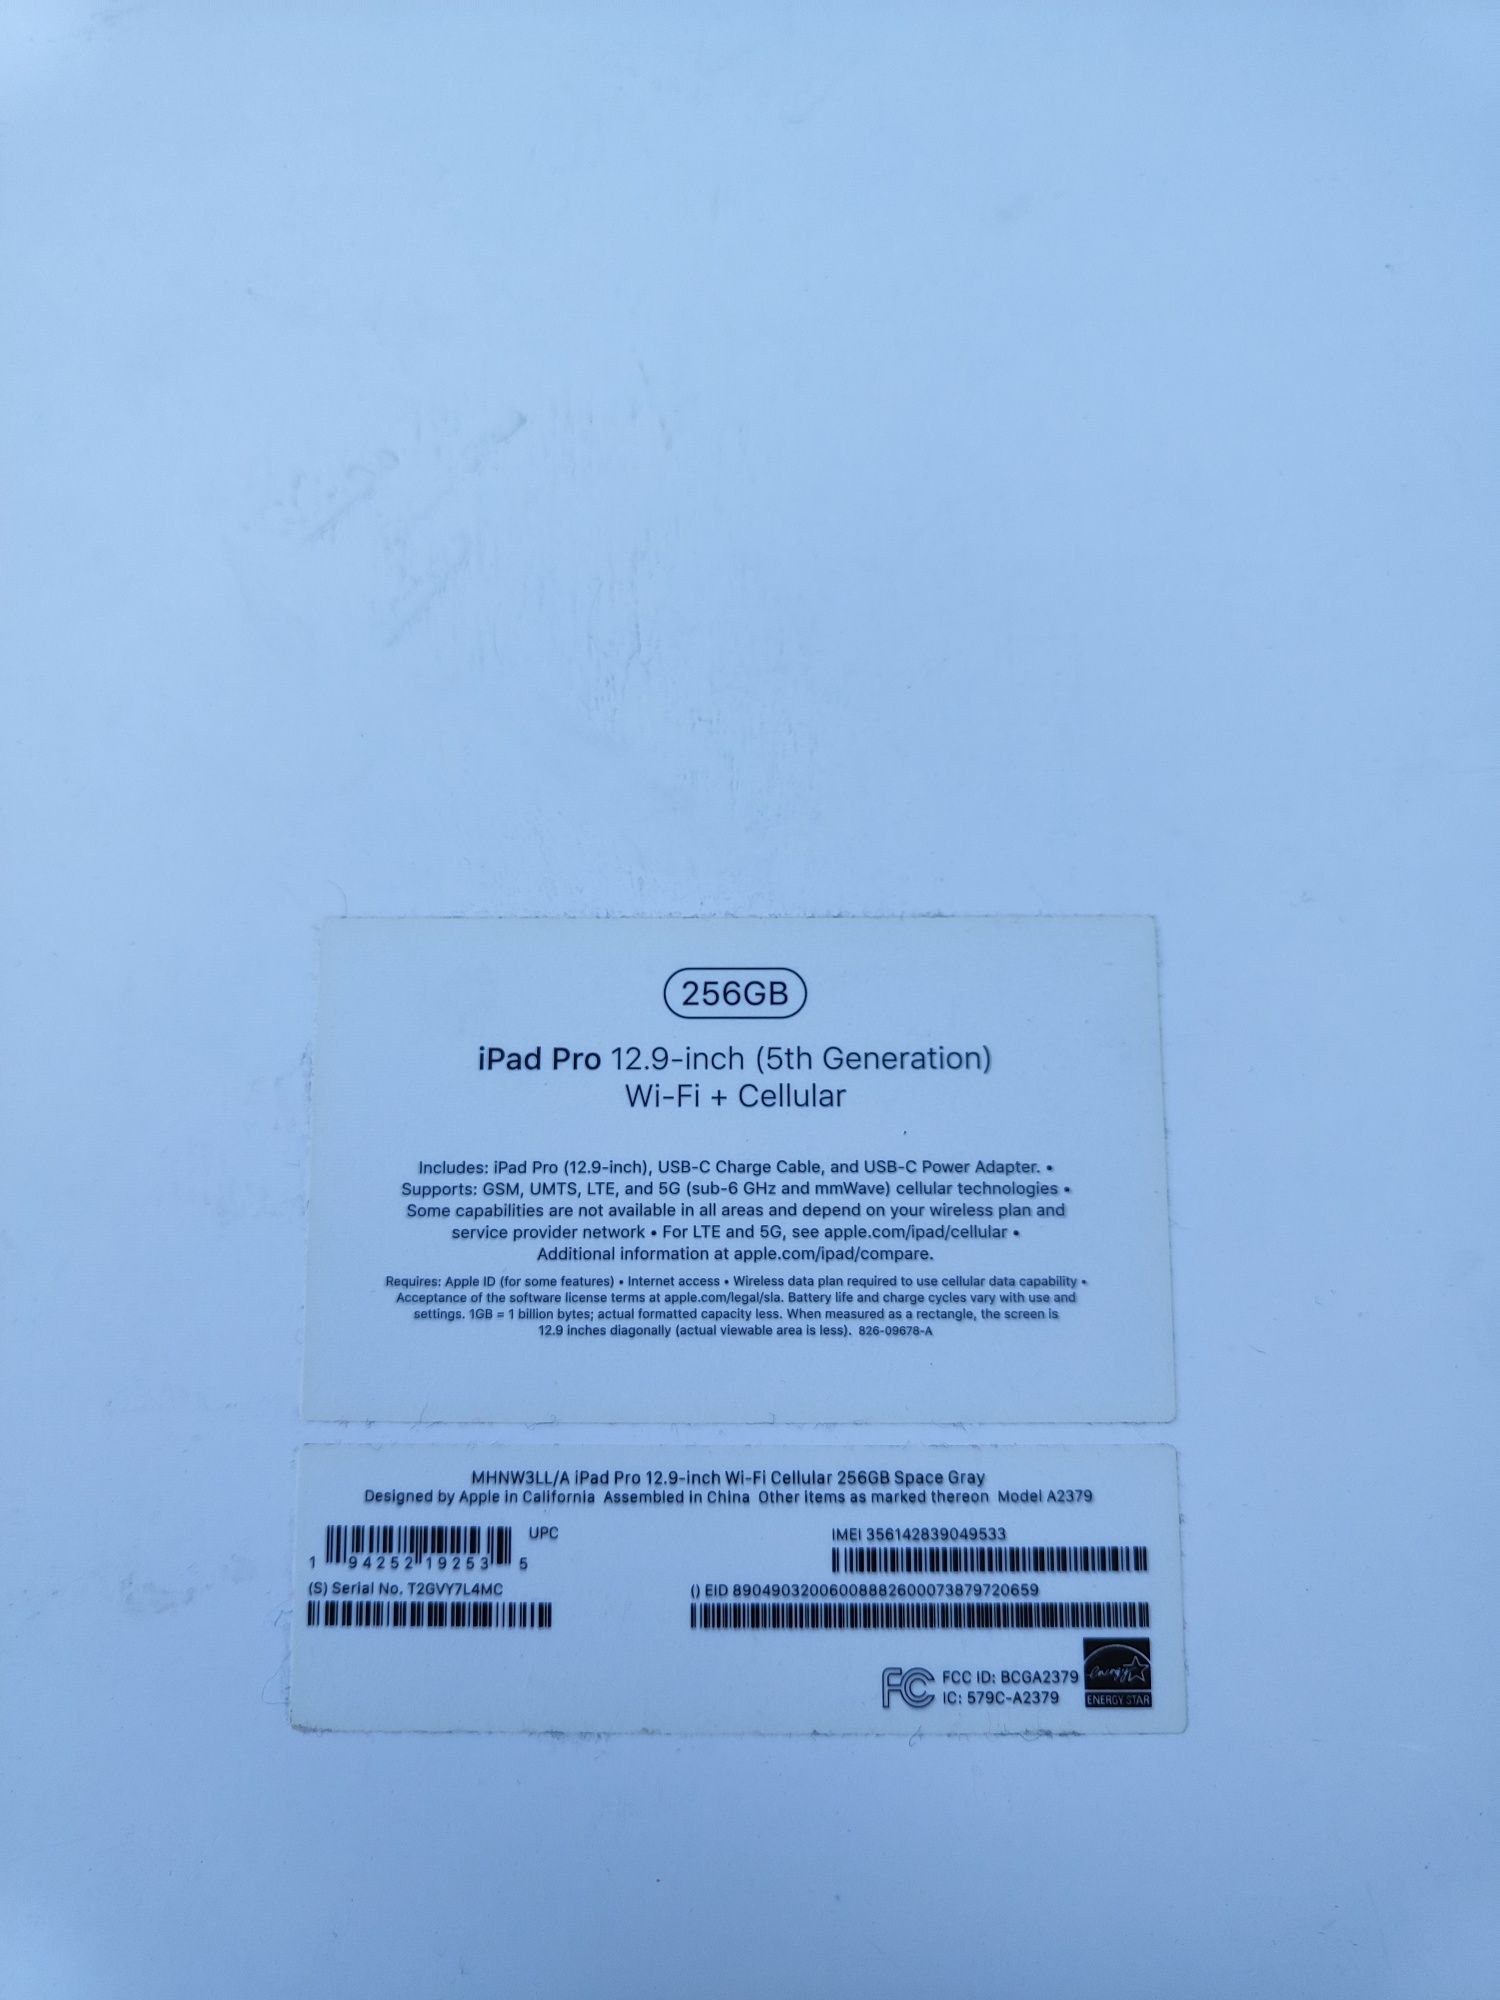 256GB
iPad Pro 12.9-inch (5th Generation)
Wi-Fi + Cellular
Includes: iPad Pro (12.9-inch), USB-C Charge Cable, and USB-C Power Adapter. •
Supports: GSM, UMTS, LTE, and 5G (sub-6 GHz and mmWave) cellular technologies •
Some capabilities are not available in all areas and depend on your wireless plan and
service provider network • For LTE and 5G, see apple.com/ipad/cellular •
Additional information at apple.com/ipad/compare.
Requires: Apple ID (for some features) • Internet access • Wireless data plan required to use cellular data capability •
Acceptance of the software license terms at apple.com/legal/sla. Battery life and charge cycles vary with use and
settings. 1GB = 1 billion bytes; actual formatted capacity less. When measured as a rectangle, the screen is
12.9 inches diagonally (actual viewable area is less). 826-09678-A
MHNW3LL/A iPad Pro 12.9-inch Wi-Fi Cellular 256GB Space Gray
Designed by Apple in California Assembled in China Other items as marked thereon Model A2379
UPC
1 94252 19253 5
IMEI 356142839049533
(S) Serial No. T2GVY7L4MC
() EID 89049032006008882600073879720659
FC FCC ID: BCGA2379
IC: 579C-A2379
energy
ENERGY STAR